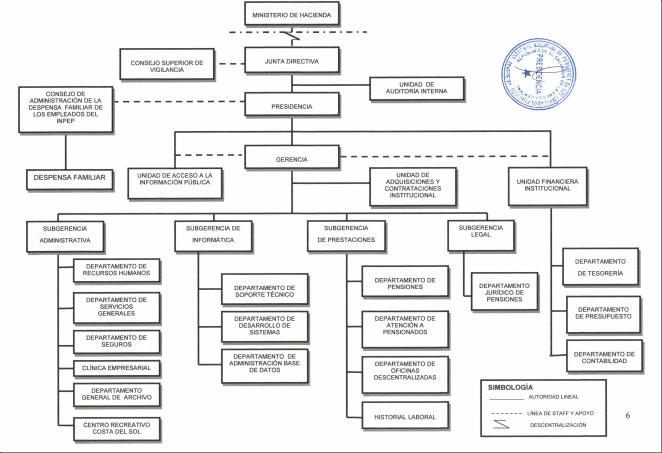 MINISTERIO DE HACIENDA
CONSEJO SUPERIOR DE
VIGILANCIA
JUNTA DIRECTIVA
UNIDAD DE
AUDITORÍA INTERNA
CONSEJO DE
ADMINISTRACIÓN DE LA
DESPENSA FAMILIAR DE
LOS EMPLEADOS DEL
INPEP
PRESIDENCIA
DESPENSA FAMILIAR
GERENCIA
UNIDAD DE ACCESO A LA
INFORMACIÓN PÚBLICA
UNIDAD DE
ADQUISICIONES Y
CONTRATACIONES
INSTITUCIONAL
UNIDAD FINANCIERA
INSTITUCIONAL
SUBGERENCIA
ADMINISTRATIVA
SUBGERENCIA DE
INFORMÁTICA
SUBGERENCIA
DE PRESTACIONES
SUBGERENCIA
LEGAL
DEPARTAMENTO DE
RECURSOS HUMANOS
DEPARTAMENTO DE
SERVICIOS
GENERALES
DEPARTAMENTO DE
SEGUROS
CLÍNICA EMPRESARIAL
DEPARTAMENTO
GENERAL DE ARCHIVO
CENTRO RECREATIVO
COSTA DEL SOL
DEPARTAMENTO DE
SOPORTE TÉCNICO
DEPARTAMENTO DE
DESARROLLO DE
SISTEMAS
DEPARTAMENTO DE
ADMINISTRACIÓN BASE
DE DATOS
DEPARTAMENTO DE
PENSIONES
DEPARTAMENTO DE
ATENCIÓN A
PENSIONADOS
DEPARTAMENTO DE
OFICINAS
DESCENTRALIZADAS
HISTORIAL LABORAL
DEPARTAMENTO
JURÍDICO DE
PENSIONES
DEPARTAMENTO
DE TESORERÍA
DEPARTAMENTO
DE PRESUPUESTO
DEPARTAMENTO DE
CONTABILIDAD
SIMBOLOGÍA
AUTORIDAD LINEAL
LÍNEA DE STAFF Y APOYO
DESCENTRALIZACIÓN
6
PRESIDENCIA